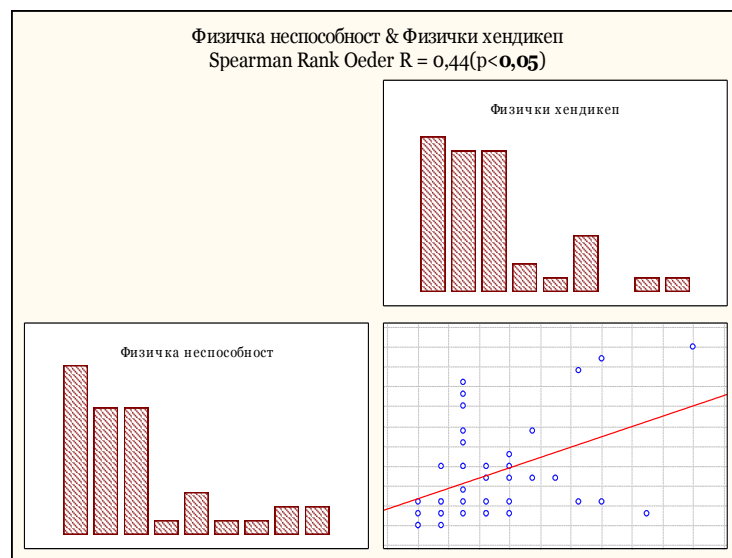 Физичка неспособност & Физички хендикеп
Spearman Rank Oeder R = 0,44(p<0,05)
Физички хендикеп
Физичка неспособност